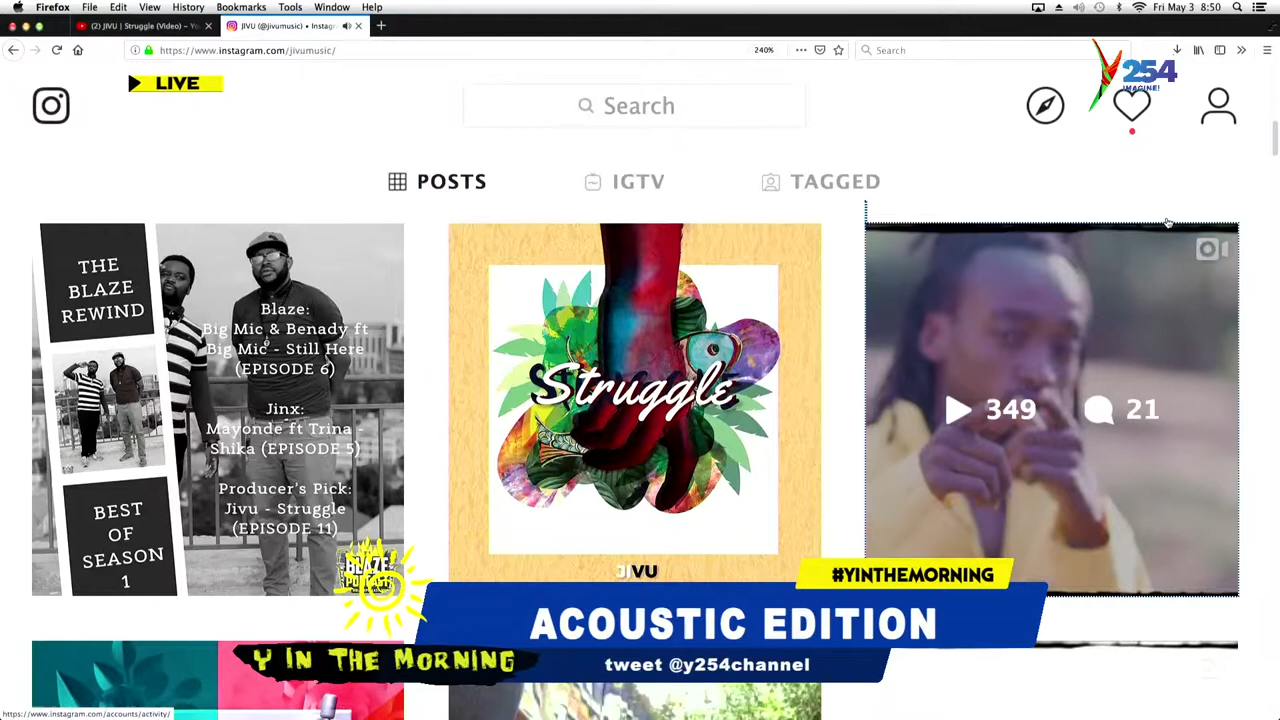 Firefox File Edit View History Bookmarks Tools Window Help
Fri May 3 8:50
(2) JIVU | Struggle (Video) – Yo
JIVU (@jivumusic) • Instagr
https://www.instagram.com/jivumusic/
240%
Search
LIVE
Y254
IMAGINE!
Search
POSTS
IGTV
TAGGED
THE
BLAZE
REWIND
Blaze:
Big Mic & Benady ft
Big Mic - Still Here
(EPISODE 6)
Jinx:
Mayonde ft Trina -
Shika (EPISODE 5)
Producer's Pick:
Jivu - Struggle
(EPISODE 11)
BEST
OF
SEASON
1
BLAZE
Struggle
JIVU
349
21
#YINTHEMORNING
ACOUSTIC EDITION
Y IN THE MORNING
tweet @y254channel
https://www.instagram.com/accounts/activity/